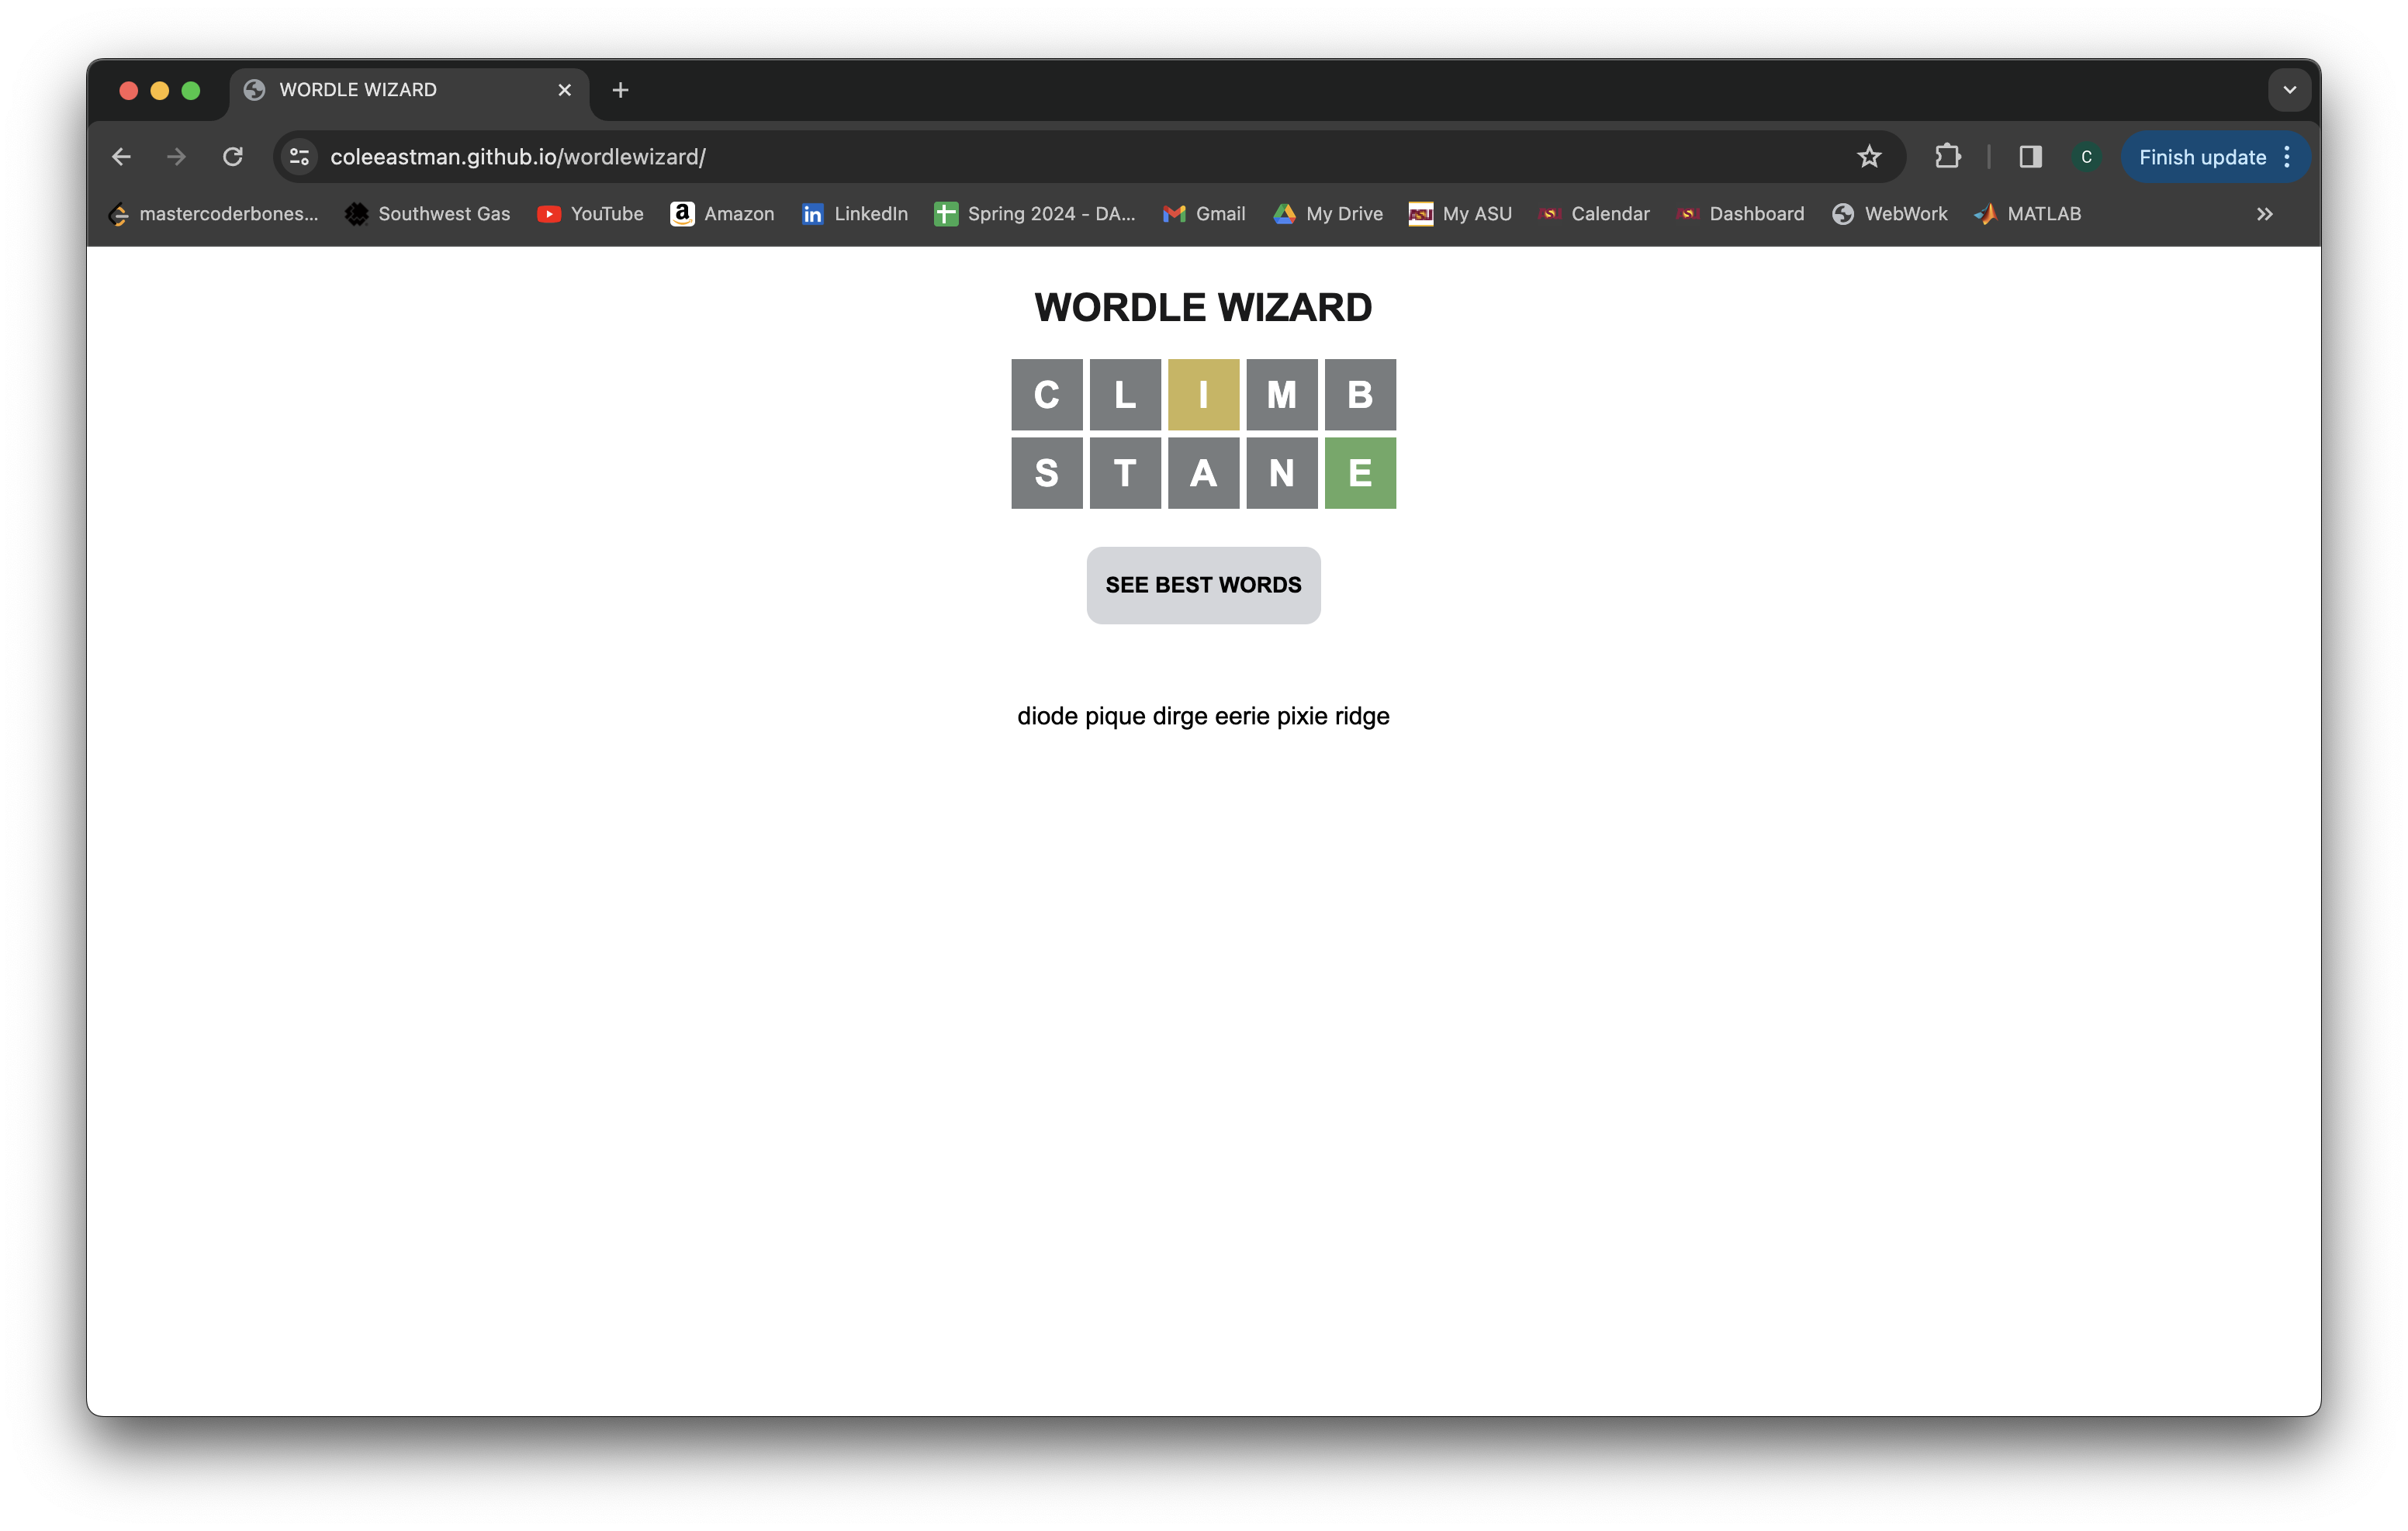 WORDLE WIZARD
coleeastman.github.io/wordlewizard/
C
Finish update
mastercoderbones... Southwest Gas YouTube Amazon LinkedIn Spring 2024 - DA... Gmail My Drive My ASU Calendar Dashboard WebWork MATLAB
WORDLE WIZARD
C L I M B
S T A N E
SEE BEST WORDS
diode pique dirge eerie pixie ridge